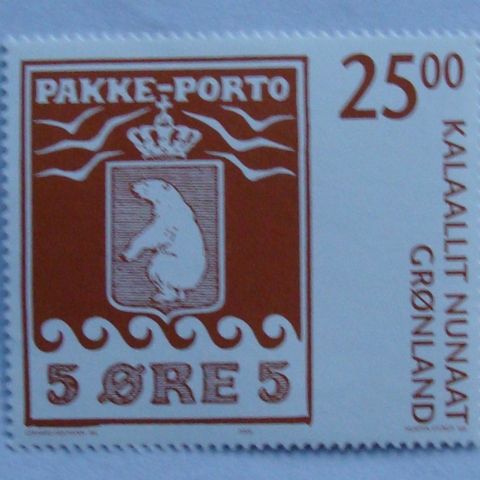 PAKKE-PORTO
5 ØRE 5
2500
KALAALLIT NUNAAT
GRØNLAND